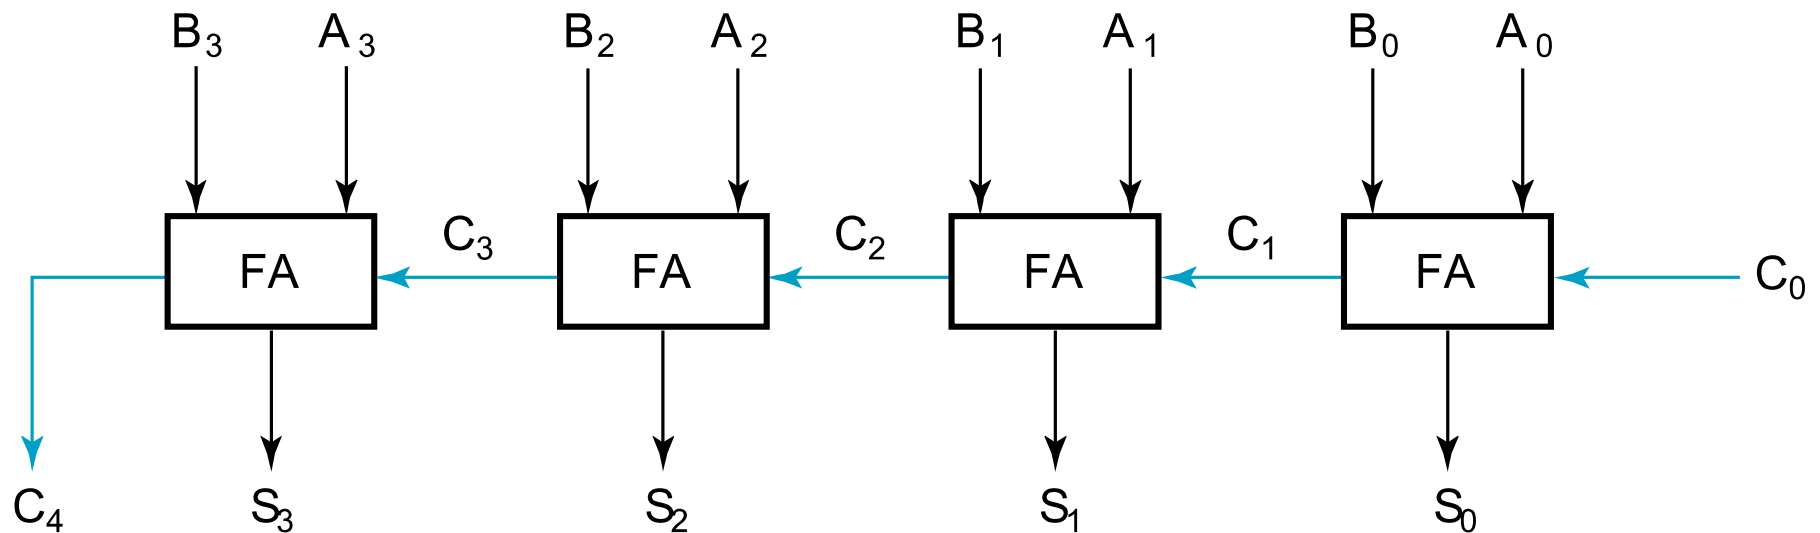 B3 A3 B2 A2 B1 A1 B0 A0
C3 C2 C1
FA FA FA FA C0
C4 S3 S2 S1 S0